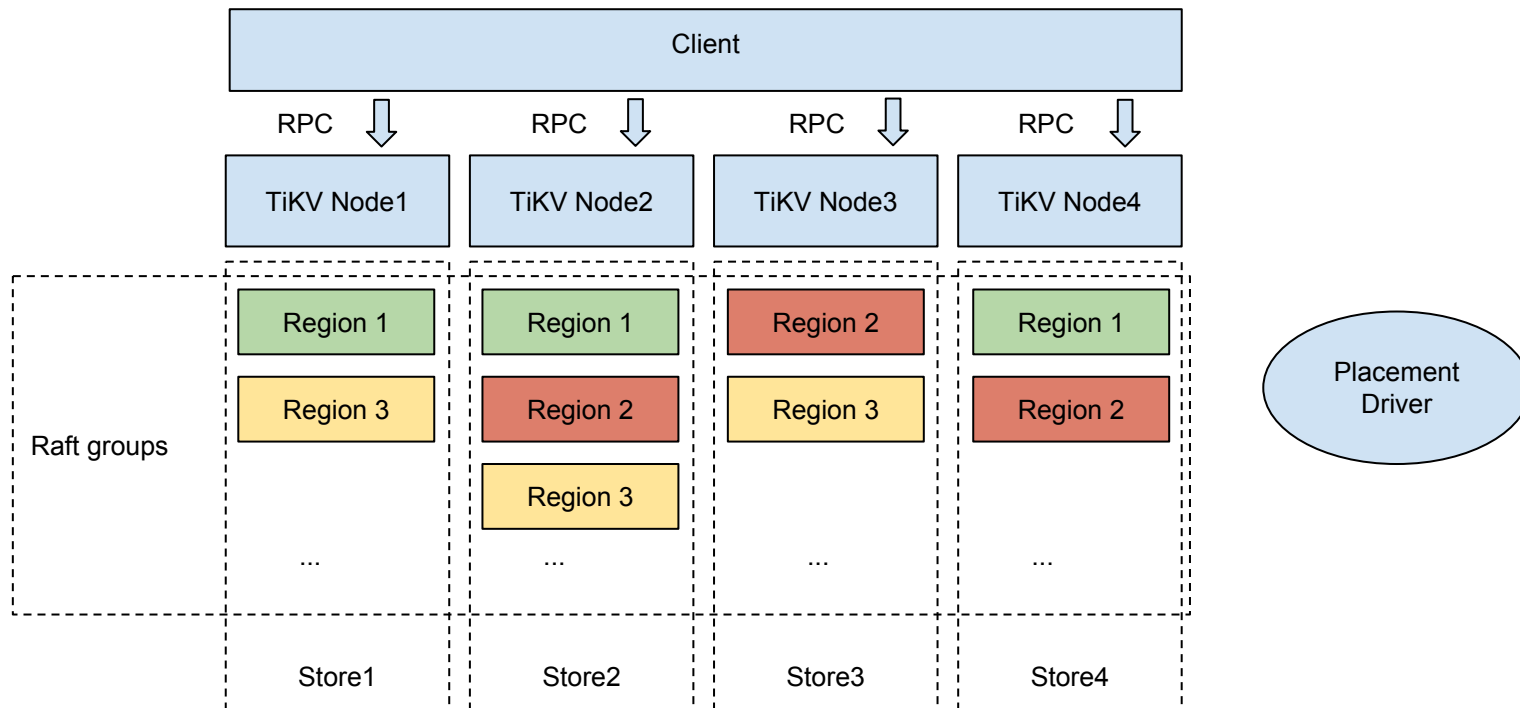 Client
RPC
RPC
RPC
RPC
TiKV Node1
TiKV Node2
TiKV Node3
TiKV Node4
Region 1
Region 1
Region 2
Region 1
Region 3
Region 2
Region 3
Region 2
Region 3
Raft groups
...
...
...
...
Store1
Store2
Store3
Store4
Placement
Driver